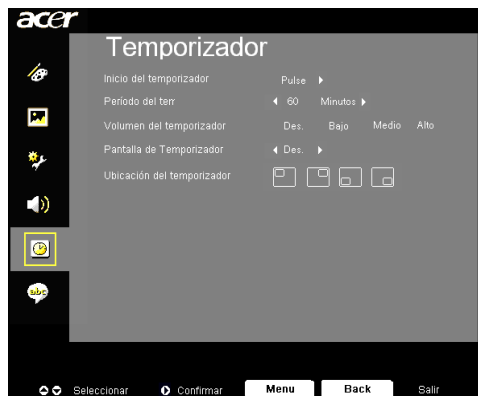 acer
Temporizador
Inicio del temporizador Pulse
Período del terr 60 Minutos
Volumen del temporizador Des. Bajo Medio Alto
Pantalla de Temporizador Des.
Ubicación del temporizador
abc
Seleccionar Confirmar Menu Back Salir